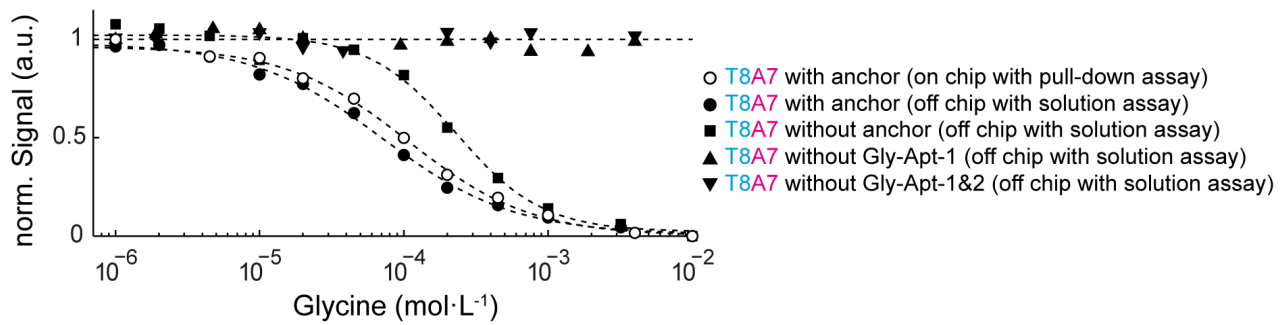 norm. Signal (a.u.)
1
0.5
0
10⁻⁶ 10⁻⁵ 10⁻⁴ 10⁻³ 10⁻²
Glycine (mol·L⁻¹)
T8A7 with anchor (on chip with pull-down assay)
T8A7 with anchor (off chip with solution assay)
T8A7 without anchor (off chip with solution assay)
T8A7 without Gly-Apt-1 (off chip with solution assay)
T8A7 without Gly-Apt-1&2 (off chip with solution assay)